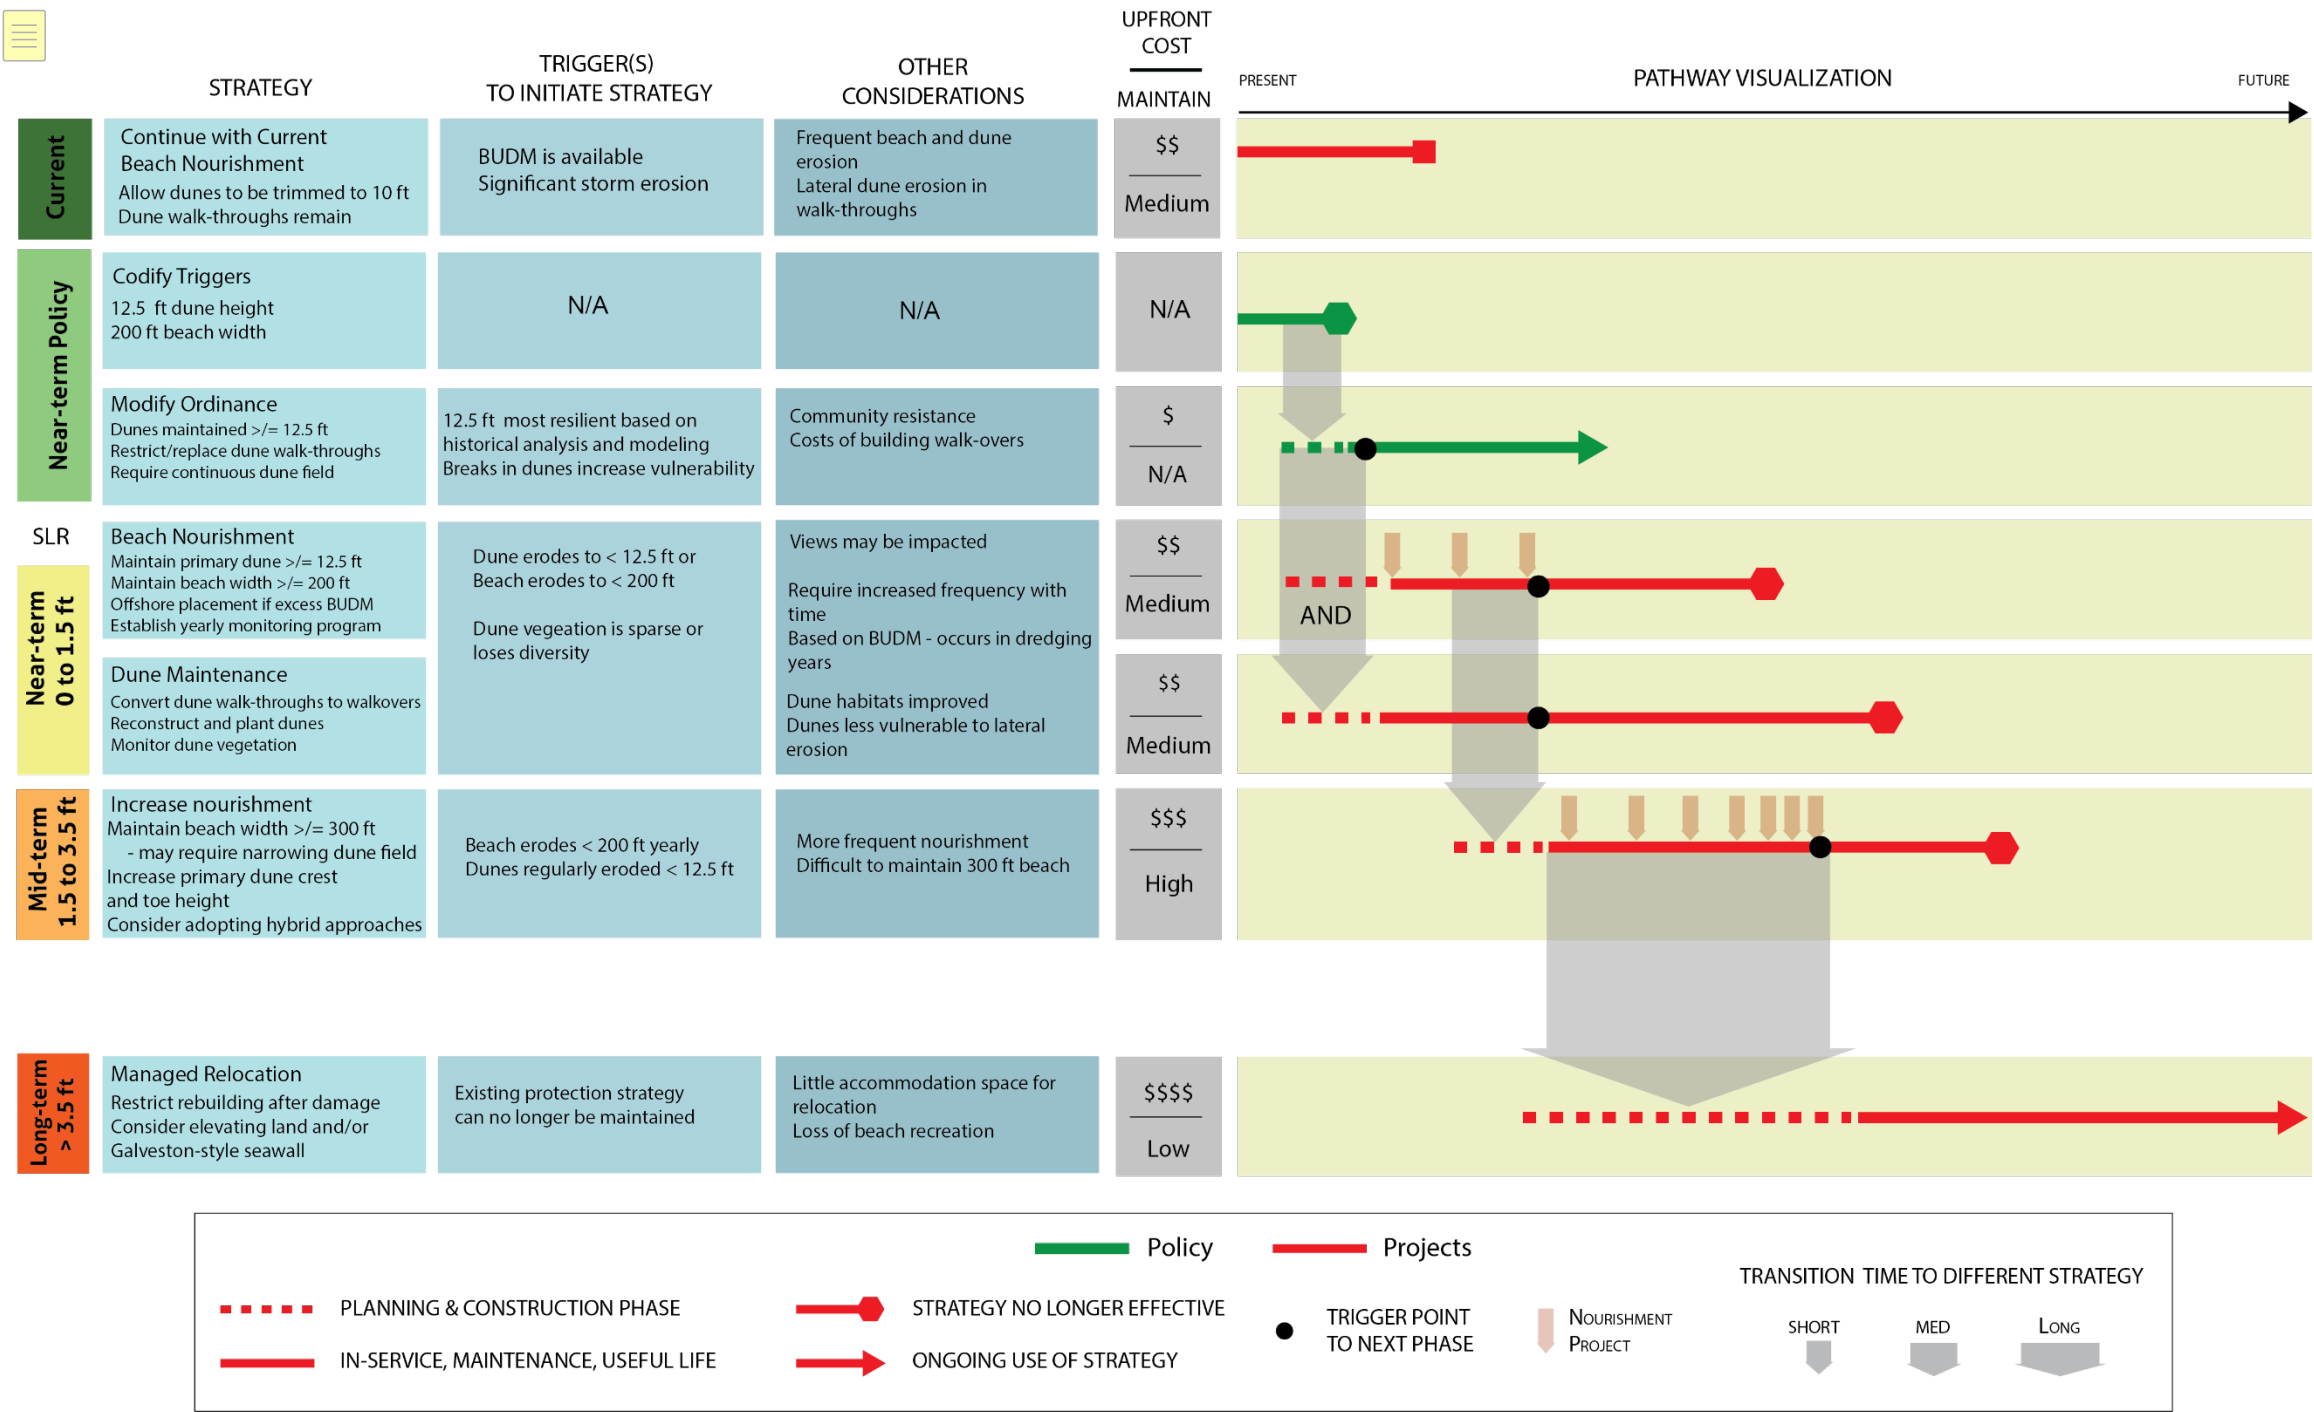 STRATEGY
TRIGGER(S)
TO INITIATE STRATEGY
OTHER
CONSIDERATIONS
UPFRONT
COST
MAINTAIN
PRESENT
PATHWAY VISUALIZATION
FUTURE
Current
Continue with Current
Beach Nourishment
Allow dunes to be trimmed to 10 ft
Dune walk-throughs remain
BUDM is available
Significant storm erosion
Frequent beach and dune
erosion
Lateral dune erosion in
walk-throughs
$$
Medium
Near-term Policy
Codify Triggers
12.5 ft dune height
200 ft beach width
N/A
N/A
N/A
Modify Ordinance
Dunes maintained >/= 12.5 ft
Restrict/replace dune walk-throughs
Require continuous dune field
12.5 ft most resilient based on
historical analysis and modeling
Breaks in dunes increase vulnerability
Community resistance
Costs of building walk-overs
$
N/A
SLR
Near-term
0 to 1.5 ft
Beach Nourishment
Maintain primary dune >/= 12.5 ft
Maintain beach width >/= 200 ft
Offshore placement if excess BUDM
Establish yearly monitoring program
Dune erodes to < 12.5 ft or
Beach erodes to < 200 ft
Dune vegeation is sparse or
loses diversity
Views may be impacted
Require increased frequency with
time
Based on BUDM - occurs in dredging
years
Dune habitats improved
Dunes less vulnerable to lateral
erosion
$$
Medium
AND
Dune Maintenance
Convert dune walk-throughs to walkovers
Reconstruct and plant dunes
Monitor dune vegetation
$$
Medium
Mid-term
1.5 to 3.5 ft
Increase nourishment
Maintain beach width >/= 300 ft
- may require narrowing dune field
Increase primary dune crest
and toe height
Consider adopting hybrid approaches
Beach erodes < 200 ft yearly
Dunes regularly eroded < 12.5 ft
More frequent nourishment
Difficult to maintain 300 ft beach
$$$
High
Long-term
> 3.5 ft
Managed Relocation
Restrict rebuilding after damage
Consider elevating land and/or
Galveston-style seawall
Existing protection strategy
can no longer be maintained
Little accommodation space for
relocation
Loss of beach recreation
$$$$
Low
Policy
Projects
PLANNING & CONSTRUCTION PHASE
IN-SERVICE, MAINTENANCE, USEFUL LIFE
STRATEGY NO LONGER EFFECTIVE
ONGOING USE OF STRATEGY
TRIGGER POINT
TO NEXT PHASE
NOURISHMENT
PROJECT
TRANSITION TIME TO DIFFERENT STRATEGY
SHORT
MED
LONG